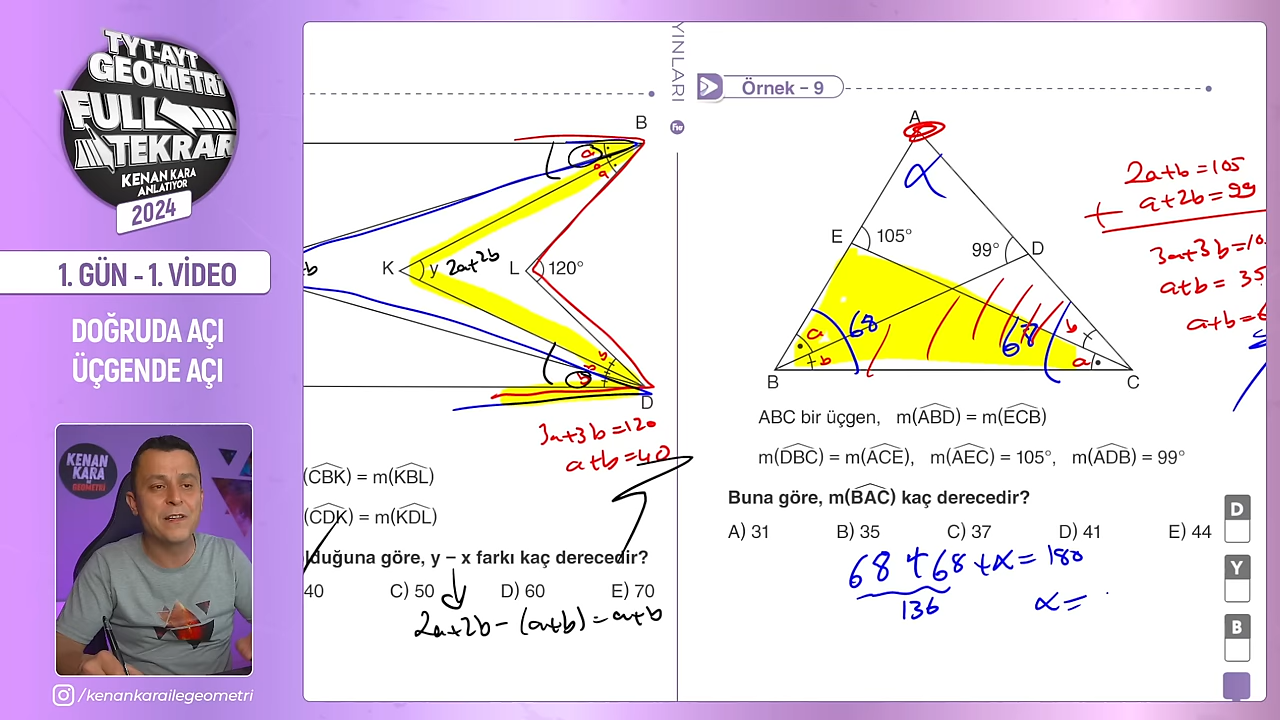 TYT-AYT
GEOMETRİ
FULL
TEKRAR
KENAN KARA
ANLATIYOR
2024
1. GÜN - 1. VİDEO
DOĞRUDA AÇI
ÜÇGENDE AÇI
KENAN
KARA
GEOMETRİ
/kenankarailegeometri
B
a
a
K
y
2a+2b
L
120°
b
b
D
3a+3b=120
a+b=40
(CBK) = m(KBL)
(CDK) = m(KDL)
lduğuna göre, y – x farkı kaç derecedir?
40
C) 50
D) 60
E) 70
2a+2b-(a+b)=a+b
YINLARI
Örnek – 9
A
α
E
105°
99°
D
a
b
68
68
b
a
B
C
2a+b=105
+ a+2b=99
3a+3b=
a+b=
a+b=
ABC bir üçgen, m(ABD) = m(ECB)
m(DBC) = m(ACE), m(AEC) = 105°, m(ADB) = 99°
Buna göre, m(BAC) kaç derecedir?
A) 31
B) 35
C) 37
D) 41
E) 44
68+68+α=180
136
α=
D
Y
B